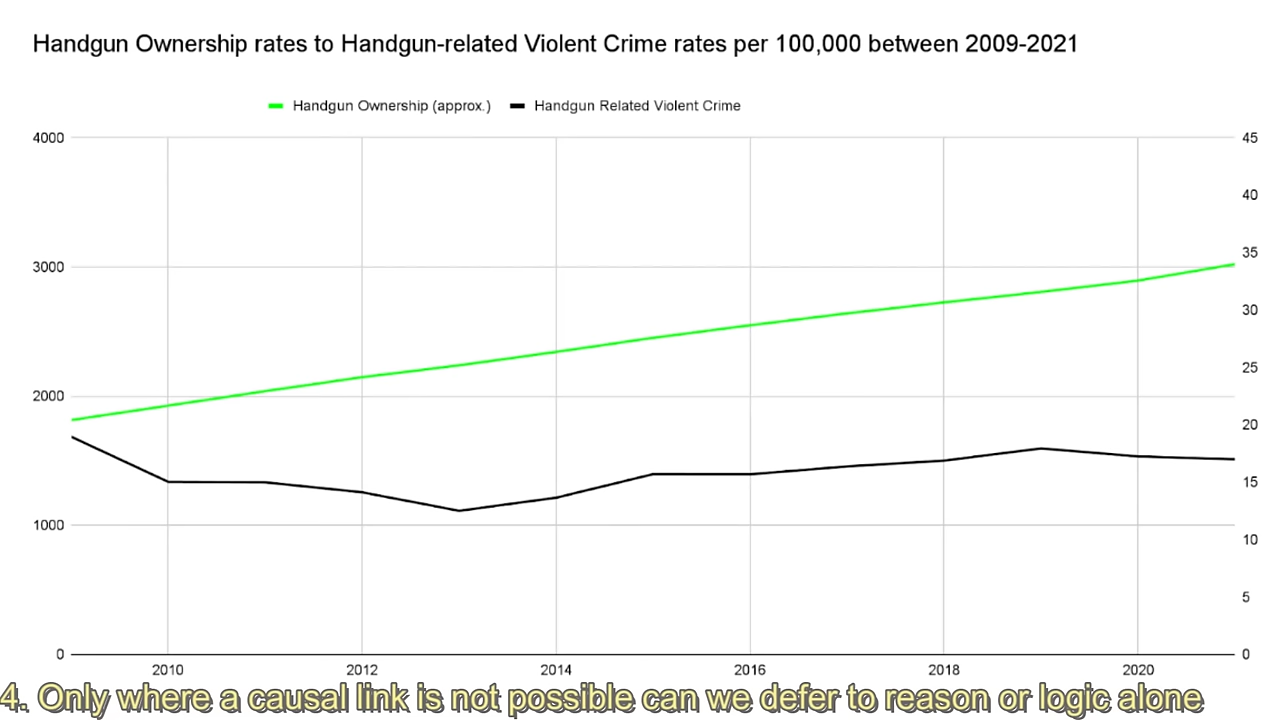 Handgun Ownership rates to Handgun-related Violent Crime rates per 100,000 between 2009-2021
Handgun Ownership (approx.) Handgun Related Violent Crime
4000 45
40
3000 35
30
25
2000 20
15
1000 10
5
0 0
2010 2012 2014 2016 2018 2020
4. Only where a causal link is not possible can we defer to reason or logic alone